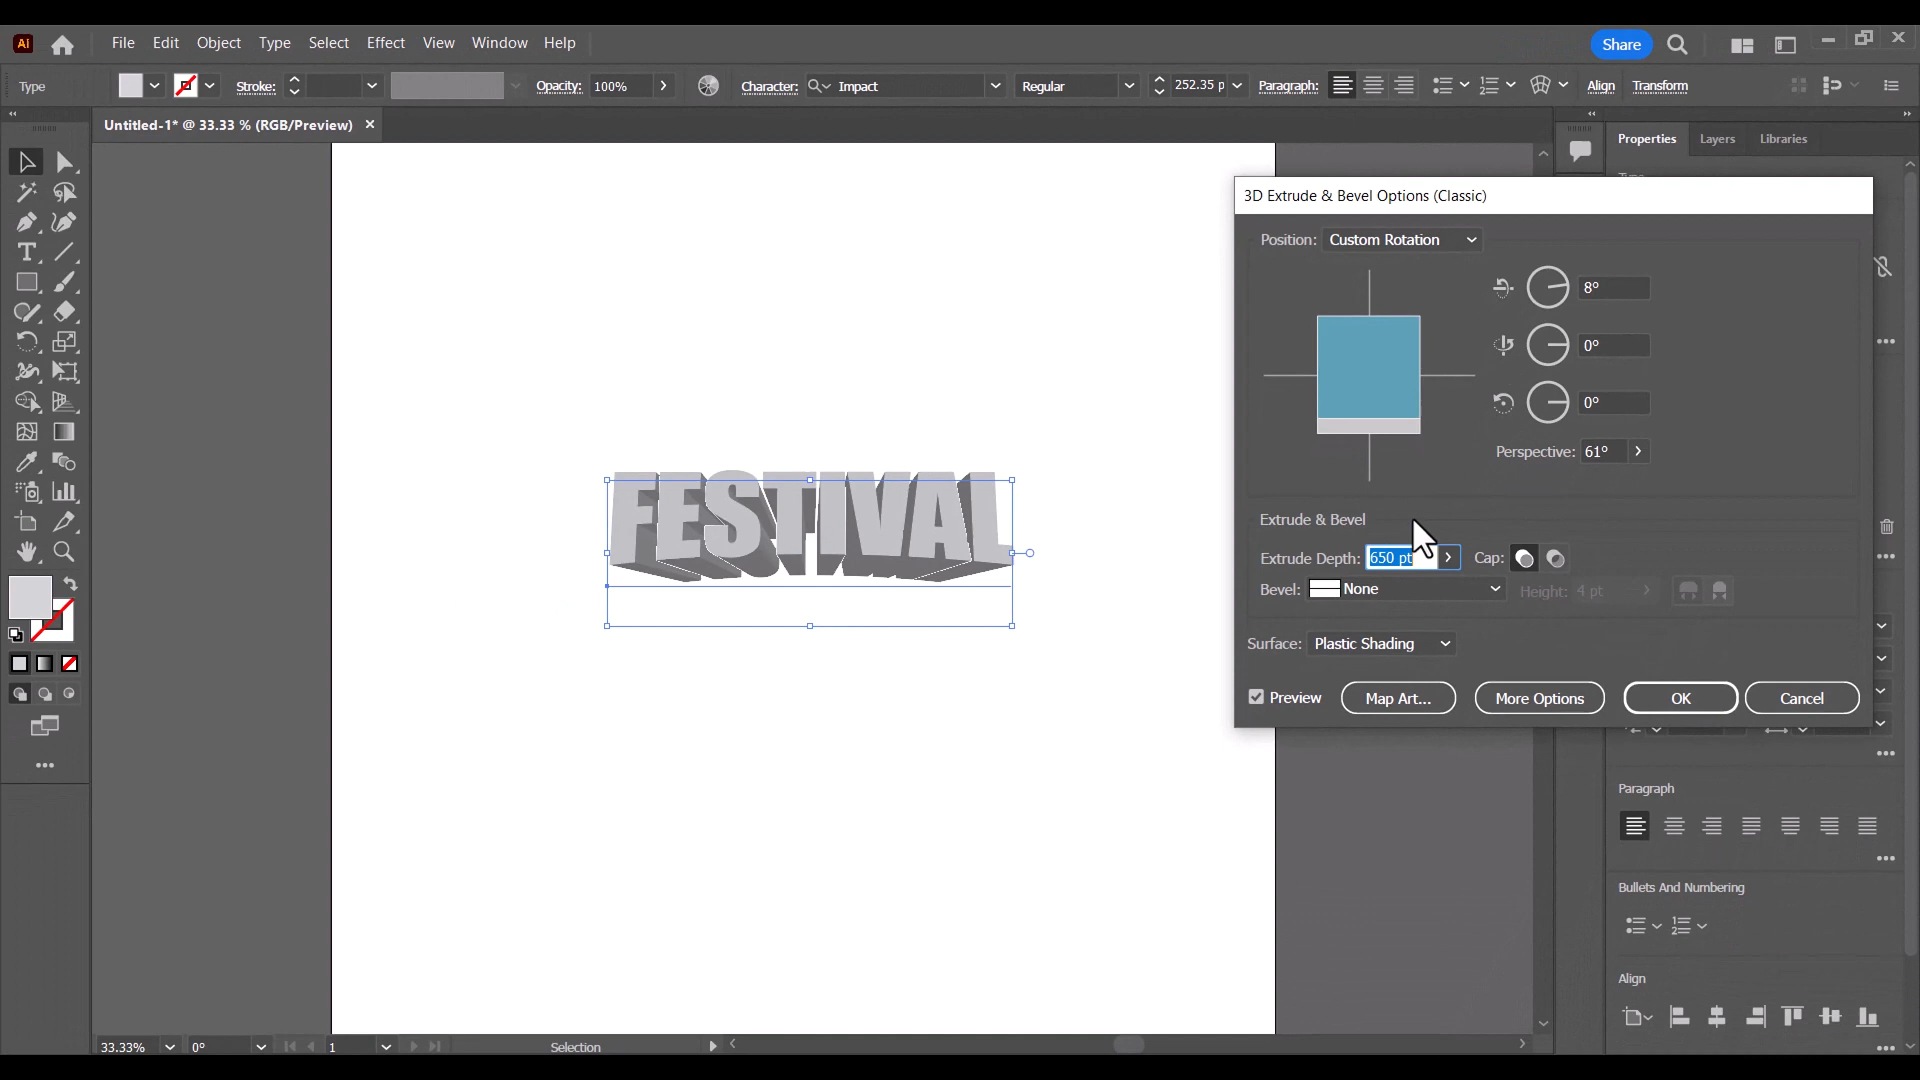 Ai File Edit Object Type Select Effect View Window Help Share
Type Stroke: Opacity: 100% Character: Impact Regular 252.35 p Paragraph: Align Transform
Untitled-1* @ 33.33 % (RGB/Preview) ×
Properties Layers Libraries
3D Extrude & Bevel Options (Classic)
Position: Custom Rotation
8°
0°
0°
Perspective: 61°
Extrude & Bevel
Extrude Depth: 650 pt Cap:
Bevel: None Height: 4 pt
Surface: Plastic Shading
Preview Map Art... More Options OK Cancel
FESTIVAL
Paragraph
Bullets And Numbering
Align
33.33% 0° 1 Selection